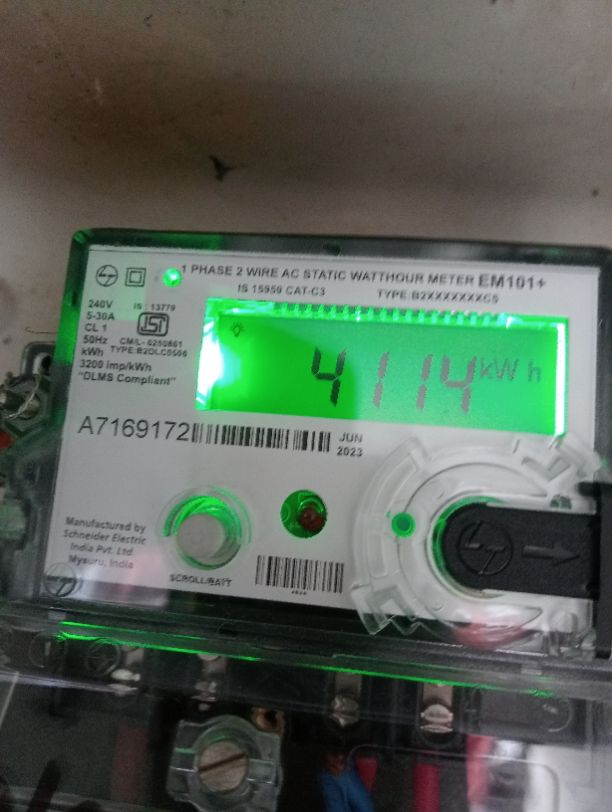 1 PHASE 2 WIRE AC STATIC WATTHOUR METER EM101+
IS 15959 CAT-C3 TYPE:B2XXXXXXXC5
240V IS : 13779
5-30A
CL 1
50Hz CM/L- 6250861
kWh TYPE:B2DLC5S06
3200 imp/kWh
"DLMS Compliant"
4114 kWh
A7169172
JUN
2023
Manufactured by
Schneider Electric
India Pvt. Ltd.
Mysuru, India
SCROLL/BATT